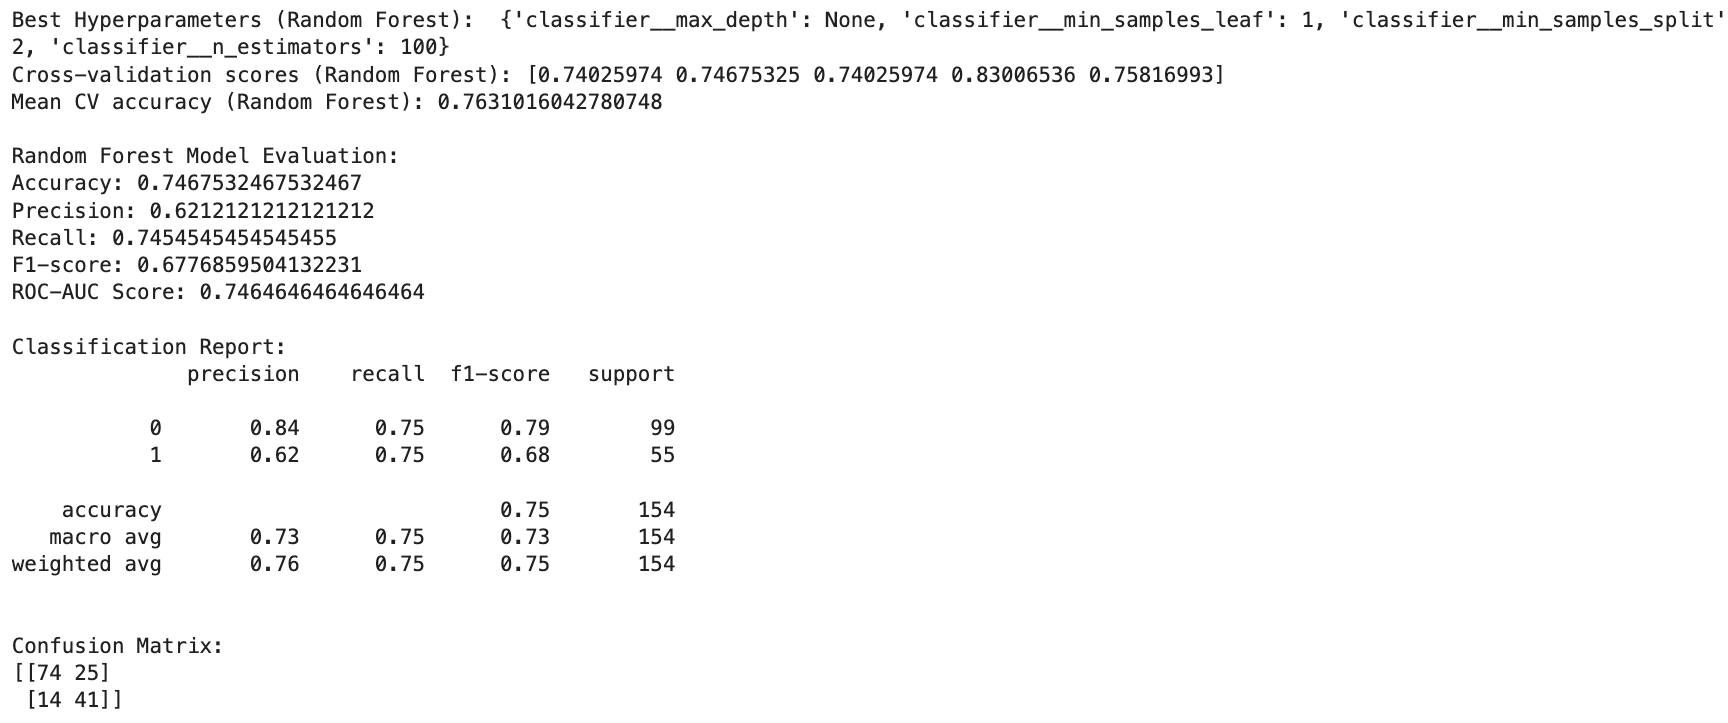 Best Hyperparameters (Random Forest):  {'classifier__max_depth': None, 'classifier__min_samples_leaf': 1, 'classifier__min_samples_split'
2, 'classifier__n_estimators': 100}
Cross-validation scores (Random Forest): [0.74025974 0.74675325 0.74025974 0.83006536 0.75816993]
Mean CV accuracy (Random Forest): 0.7631016042780748

Random Forest Model Evaluation:
Accuracy: 0.7467532467532467
Precision: 0.6212121212121212
Recall: 0.7454545454545455
F1-score: 0.6776859504132231
ROC-AUC Score: 0.7464646464646464

Classification Report:
              precision    recall  f1-score   support

           0       0.84      0.75      0.79        99
           1       0.62      0.75      0.68        55

    accuracy                           0.75       154
   macro avg       0.73      0.75      0.73       154
weighted avg       0.76      0.75      0.75       154

Confusion Matrix:
[[74 25]
 [14 41]]